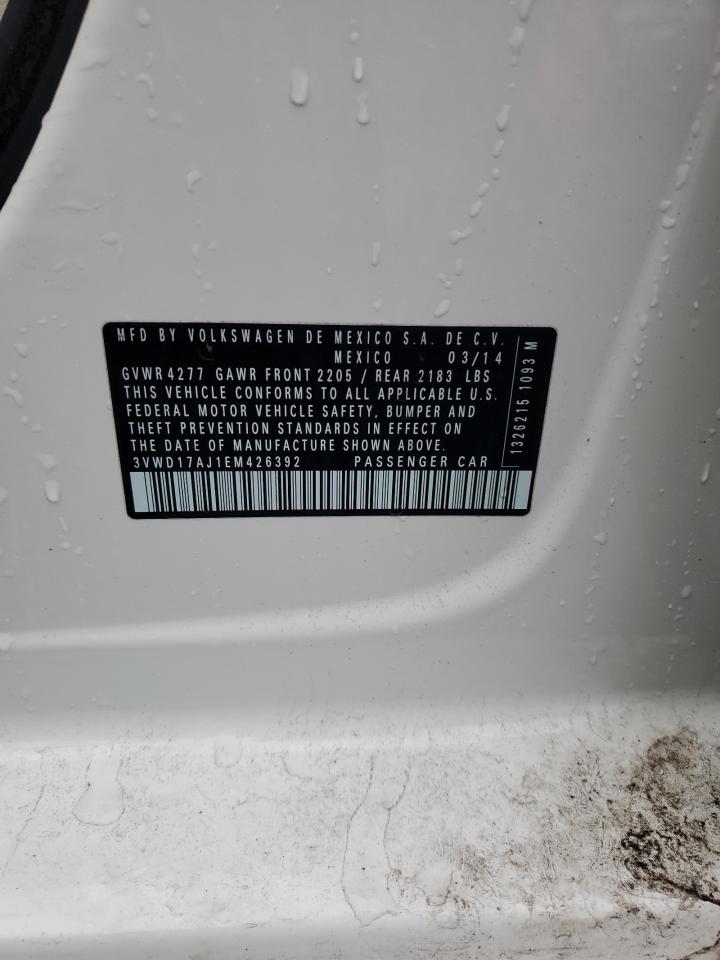 MFD BY VOLKSWAGEN DE MEXICO S.A. DE C.V.
MEXICO 03/14
GVWR 4277 GAWR FRONT 2205 / REAR 2183 LBS
THIS VEHICLE CONFORMS TO ALL APPLICABLE U.S.
FEDERAL MOTOR VEHICLE SAFETY, BUMPER AND
THEFT PREVENTION STANDARDS IN EFFECT ON
THE DATE OF MANUFACTURE SHOWN ABOVE.
3VWD17AJ1EM426392 PASSENGER CAR
1326215 1093 M